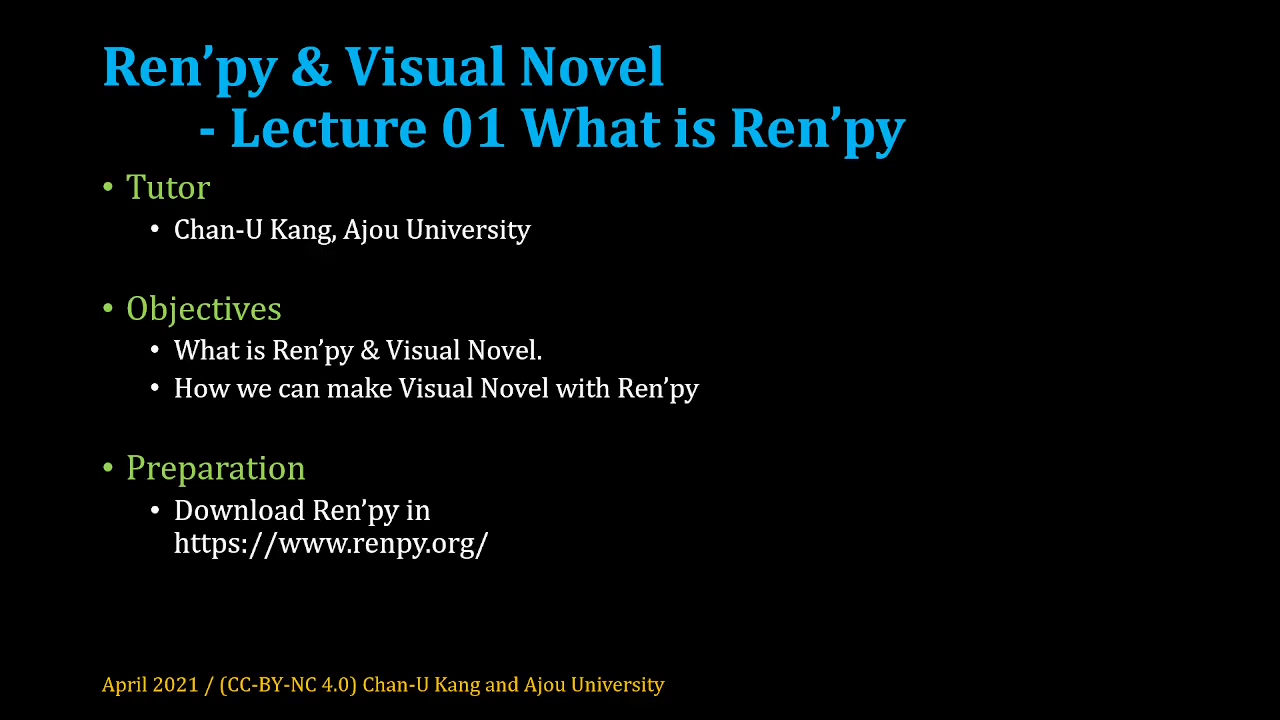 Ren’py & Visual Novel
- Lecture 01 What is Ren’py
• Tutor
• Chan-U Kang, Ajou University
• Objectives
• What is Ren’py & Visual Novel.
• How we can make Visual Novel with Ren’py
• Preparation
• Download Ren’py in
https://www.renpy.org/
April 2021 / (CC-BY-NC 4.0) Chan-U Kang and Ajou University